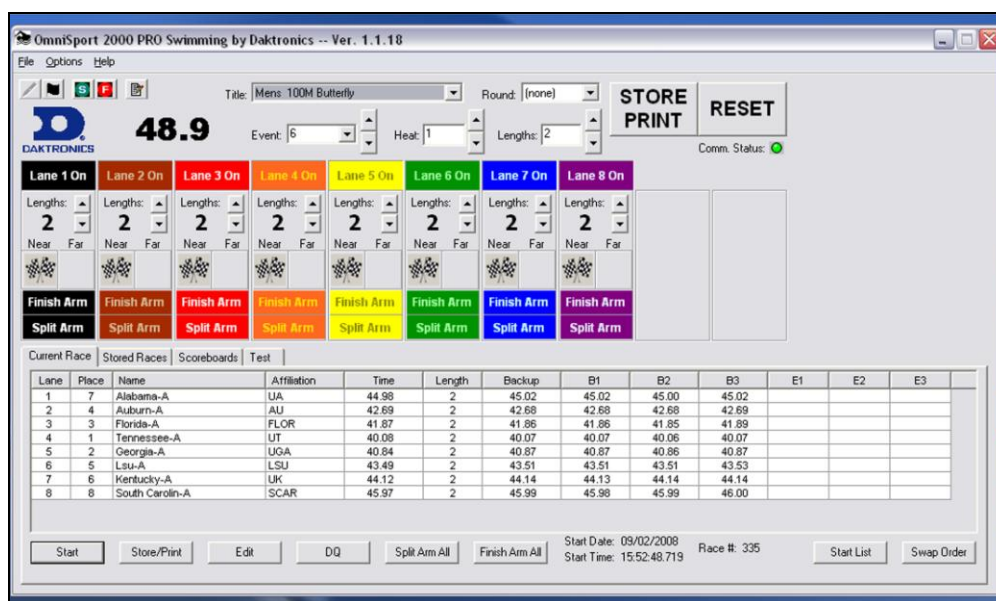 OmniSport 2000 PRO Swimming by Daktronics -- Ver. 1.1.18
File Options Help
S F Title: Mens 100M Butterfly Round: (none) STORE PRINT RESET
DAKTRONICS 48.9 Event: 6 Heat: 1 Lengths: 2 Comm. Status:
Lane 1 On Lane 2 On Lane 3 On Lane 4 On Lane 5 On Lane 6 On Lane 7 On Lane 8 On
Lengths: Lengths: Lengths: Lengths: Lengths: Lengths: Lengths: Lengths:
2 2 2 2 2 2 2 2
Near Far Near Far Near Far Near Far Near Far Near Far Near Far Near Far
Finish Arm Finish Arm Finish Arm Finish Arm Finish Arm Finish Arm Finish Arm Finish Arm
Split Arm Split Arm Split Arm Split Arm Split Arm Split Arm Split Arm Split Arm
Current Race Stored Races Scoreboards Test
Lane Place Name Affiliation Time Length Backup B1 B2 B3 E1 E2 E3
1 7 Alabama-A UA 44.98 2 45.02 45.02 45.00 45.02
2 4 Auburn-A AU 42.69 2 42.68 42.68 42.68 42.69
3 3 Florida-A FLOR 41.87 2 41.86 41.86 41.85 41.89
4 1 Tennessee-A UT 40.08 2 40.07 40.07 40.06 40.07
5 2 Georgia-A UGA 40.84 2 40.87 40.87 40.86 40.87
6 5 Lsu-A LSU 43.49 2 43.51 43.51 43.51 43.53
7 6 Kentucky-A UK 44.12 2 44.14 44.13 44.14 44.14
8 8 South Carolin-A SCAR 45.97 2 45.99 45.98 45.99 46.00
Start Store/Print Edit DQ Split Arm All Finish Arm All Start Date: 09/02/2008 Race #: 335 Start List Swap Order
Start Time: 15:52:48.719